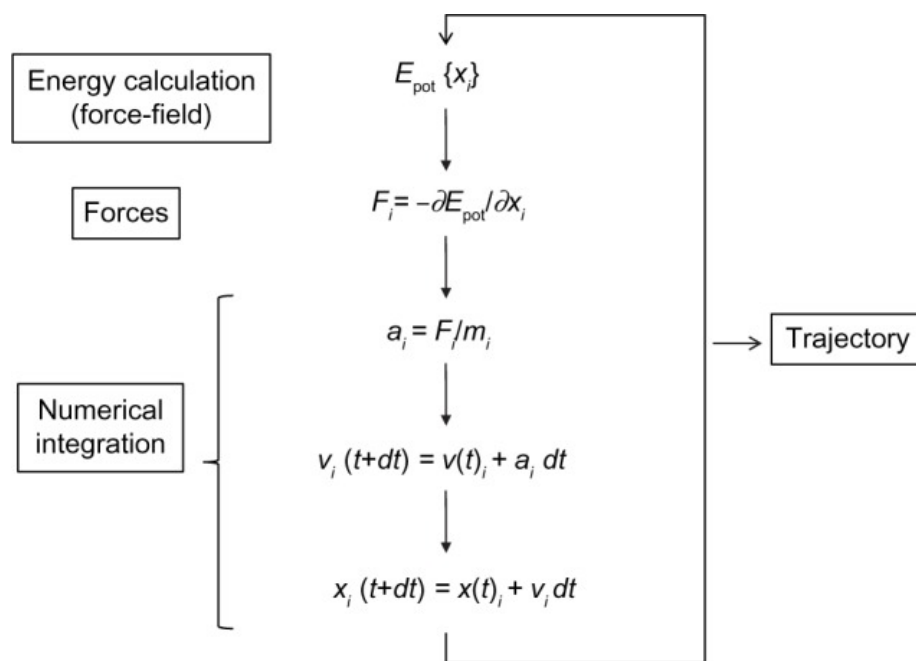 Energy calculation
(force-field)
E_pot {x_i}
Forces
F_i = –∂E_pot/∂x_i
a_i = F_i/m_i
Trajectory
Numerical
integration
v_i (t+dt) = v(t)_i + a_i dt
x_i (t+dt) = x(t)_i + v_i dt